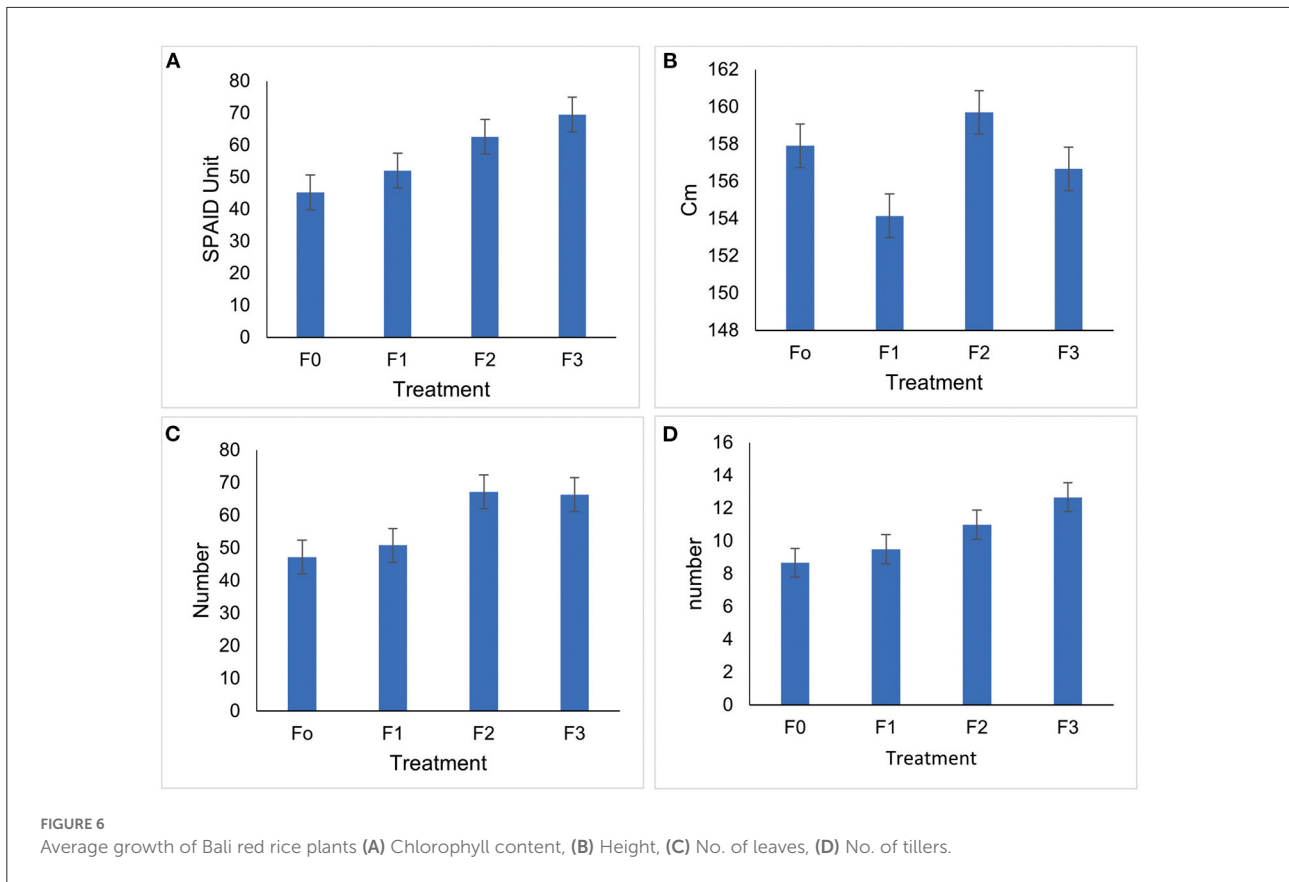 A
80
70
60
50
40
30
20
10
0
SPAID Unit
F0 F1 F2 F3
Treatment
B
162
160
158
156
154
152
150
148
Cm
Fo F1 F2 F3
Treatment
C
80
70
60
50
40
30
20
10
0
Number
Fo F1 F2 F3
Treatment
D
16
14
12
10
8
6
4
2
0
number
F0 F1 F2 F3
Treatment
FIGURE 6
Average growth of Bali red rice plants (A) Chlorophyll content, (B) Height, (C) No. of leaves, (D) No. of tillers.